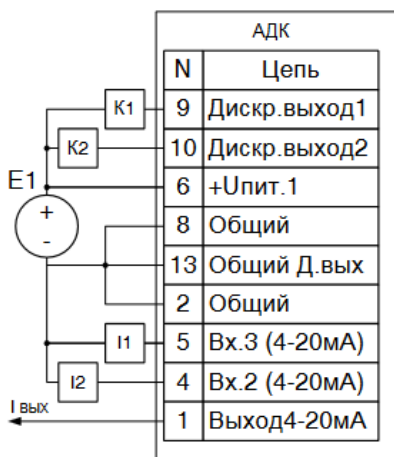 АДК
N Цепь
К1 9 Дискр.выход1
К2 10 Дискр.выход2
E1 6 +Uпит.1
+ 8 Общий
- 13 Общий Д.вых
2 Общий
I1 5 Вх.3 (4-20мА)
I2 4 Вх.2 (4-20мА)
I вых 1 Выход4-20мА